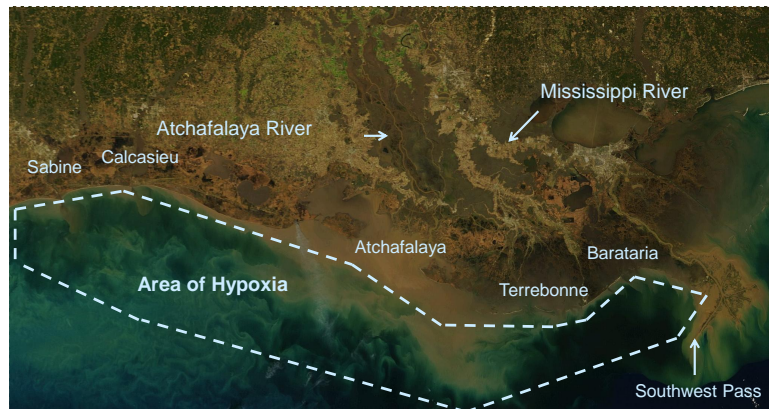 Mississippi River
Atchafalaya River
Calcasieu
Sabine
Atchafalaya
Barataria
Area of Hypoxia
Terrebonne
Southwest Pass